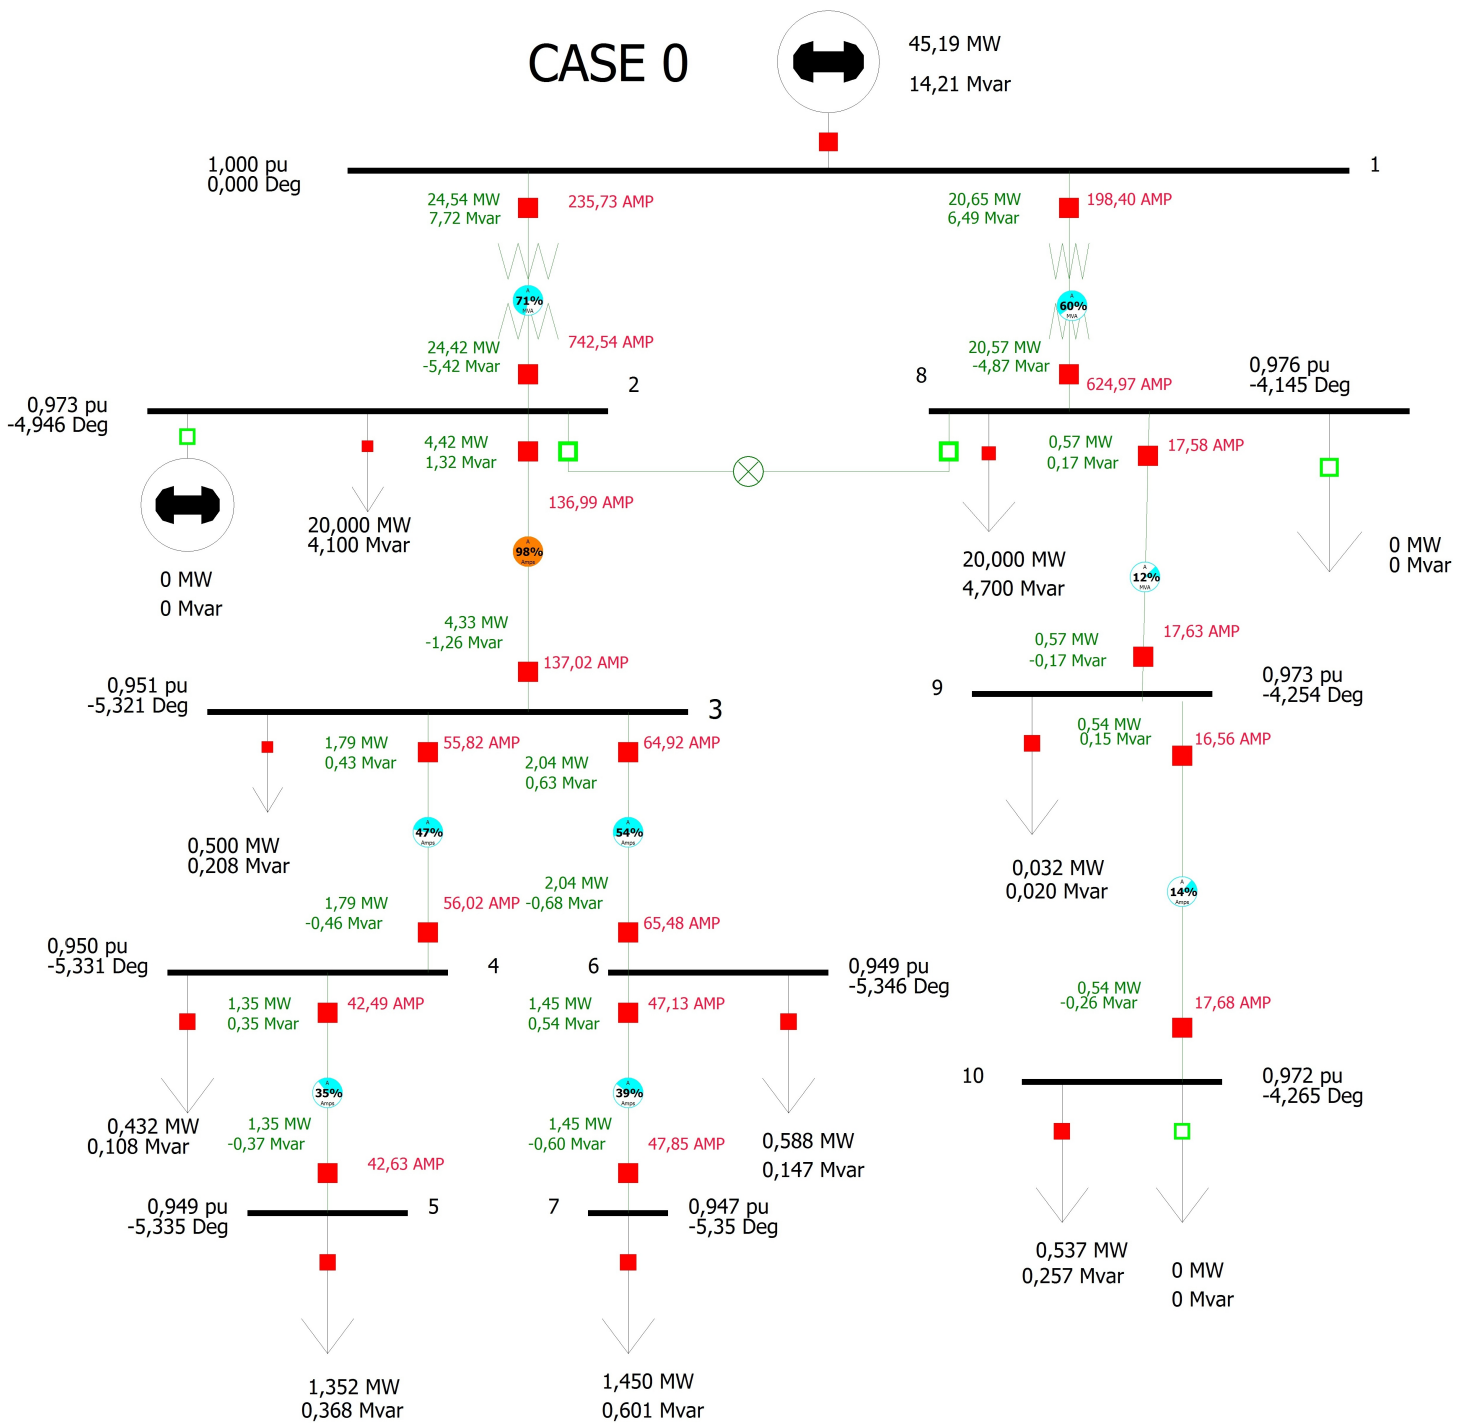 CASE 0
45,19 MW
14,21 Mvar
1,000 pu
0,000 Deg
1
24,54 MW
7,72 Mvar
235,73 AMP
20,65 MW
6,49 Mvar
198,40 AMP
A
71%
MVA
A
60%
MVA
24,42 MW
-5,42 Mvar
742,54 AMP
2
20,57 MW
-4,87 Mvar
624,97 AMP
8
0,976 pu
-4,145 Deg
0,973 pu
-4,946 Deg
4,42 MW
1,32 Mvar
136,99 AMP
0,57 MW
0,17 Mvar
17,58 AMP
20,000 MW
4,100 Mvar
0 MW
0 Mvar
A
98%
Amps
20,000 MW
4,700 Mvar
A
12%
MVA
0 MW
0 Mvar
4,33 MW
-1,26 Mvar
137,02 AMP
0,57 MW
-0,17 Mvar
17,63 AMP
0,951 pu
-5,321 Deg
3
9
0,973 pu
-4,254 Deg
1,79 MW
0,43 Mvar
55,82 AMP
2,04 MW
0,63 Mvar
64,92 AMP
0,54 MW
0,15 Mvar
16,56 AMP
0,500 MW
0,208 Mvar
A
47%
Amps
A
54%
Amps
0,032 MW
0,020 Mvar
A
14%
Amps
1,79 MW
-0,46 Mvar
56,02 AMP
2,04 MW
-0,68 Mvar
65,48 AMP
0,950 pu
-5,331 Deg
4
6
0,949 pu
-5,346 Deg
0,54 MW
-0,26 Mvar
17,68 AMP
1,35 MW
0,35 Mvar
42,49 AMP
1,45 MW
0,54 Mvar
47,13 AMP
10
0,972 pu
-4,265 Deg
A
35%
Amps
A
39%
Amps
0,432 MW
0,108 Mvar
1,35 MW
-0,37 Mvar
42,63 AMP
1,45 MW
-0,60 Mvar
47,85 AMP
0,588 MW
0,147 Mvar
0,949 pu
-5,335 Deg
5
7
0,947 pu
-5,35 Deg
0,537 MW
0,257 Mvar
0 MW
0 Mvar
1,352 MW
0,368 Mvar
1,450 MW
0,601 Mvar